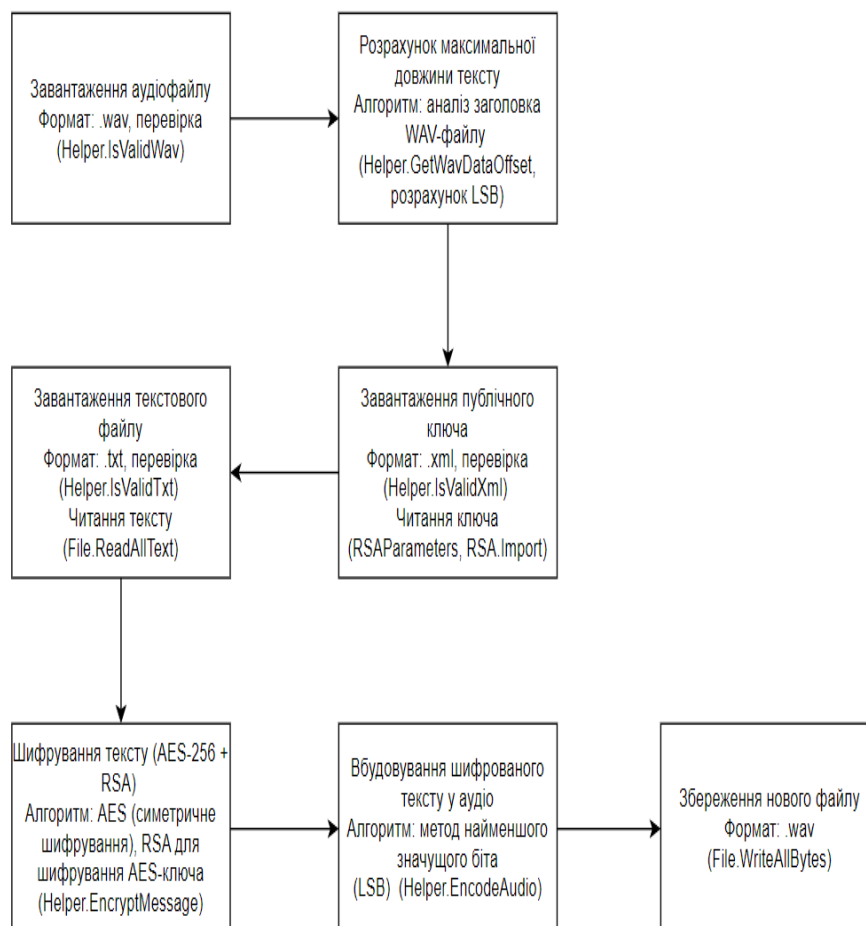 Завантаження аудіофайлу
Формат: .wav, перевірка
(Helper.IsValidWav)
Розрахунок максимальної
довжини тексту
Алгоритм: аналіз заголовка
WAV-файлу
(Helper.GetWavDataOffset,
розрахунок LSB)
Завантаження публічного
ключа
Формат: .xml, перевірка
(Helper.IsValidXml)
Читання ключа
(RSAParameters, RSA.Import)
Завантаження текстового
файлу
Формат: .txt, перевірка
(Helper.IsValidTxt)
Читання тексту
(File.ReadAllText)
Шифрування тексту (AES-256 +
RSA)
Алгоритм: AES (симетричне
шифрування), RSA для
шифрування AES-ключа
(Helper.EncryptMessage)
Вбудовування шифрованого
тексту у аудіо
Алгоритм: метод найменшого
значущого біта
(LSB) (Helper.EncodeAudio)
Збереження нового файлу
Формат: .wav
(File.WriteAllBytes)